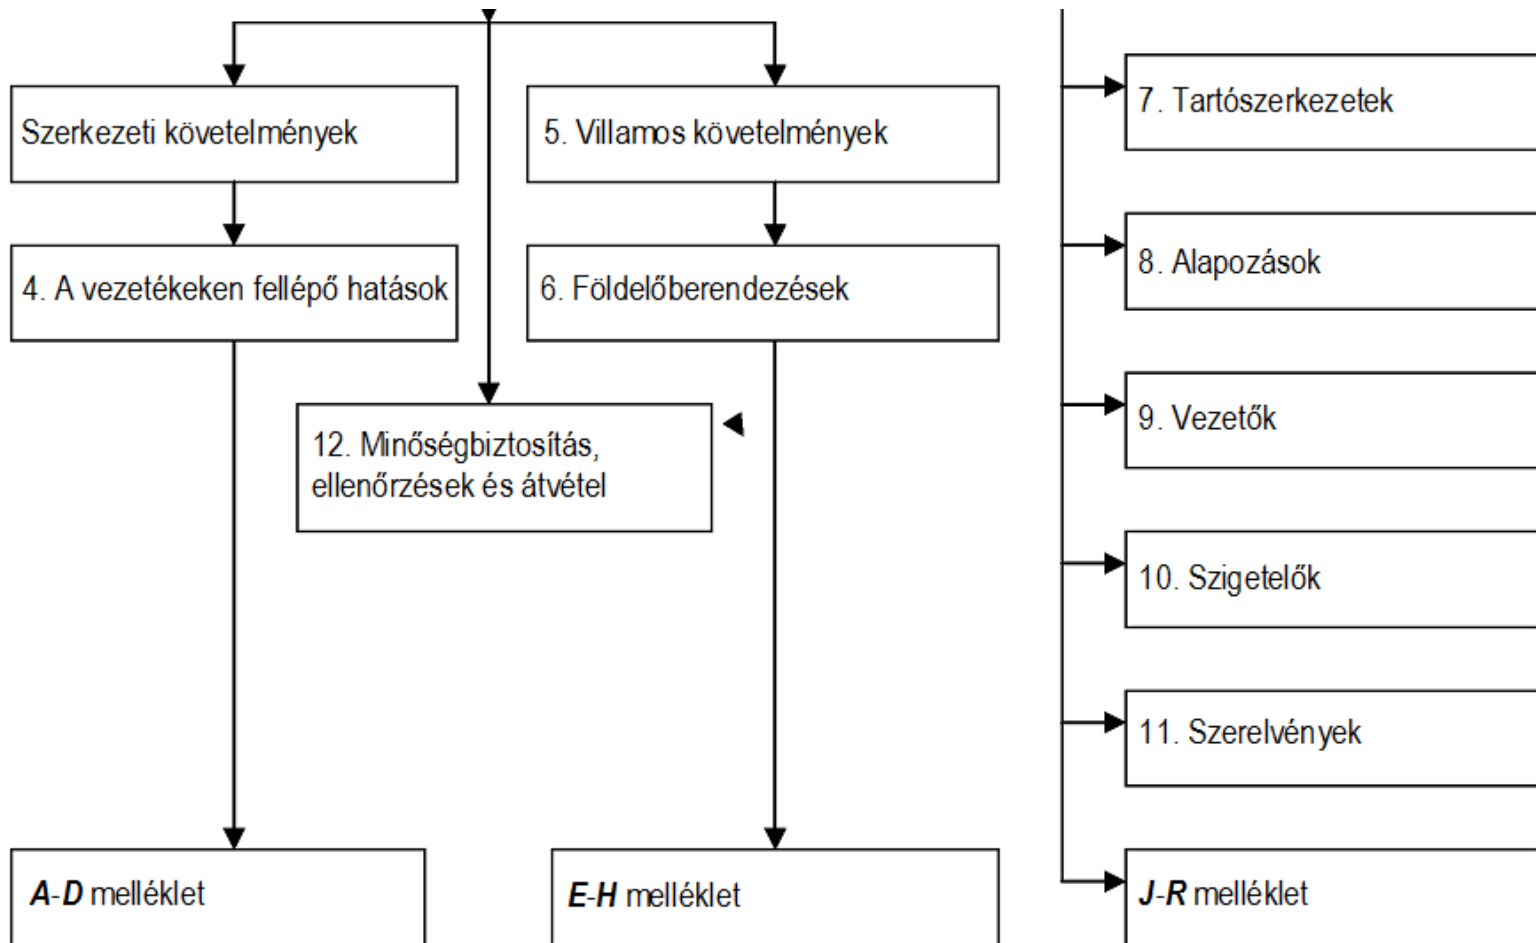 Szerkezeti követelmények
5. Villamos követelmények
7. Tartószerkezetek
4. A vezetékeken fellépő hatások
6. Földelőberendezések
8. Alapozások
12. Minőségbiztosítás,
ellenőrzések és átvétel
9. Vezetők
10. Szigetelők
11. Szerelvények
A-D melléklet
E-H melléklet
J-R melléklet